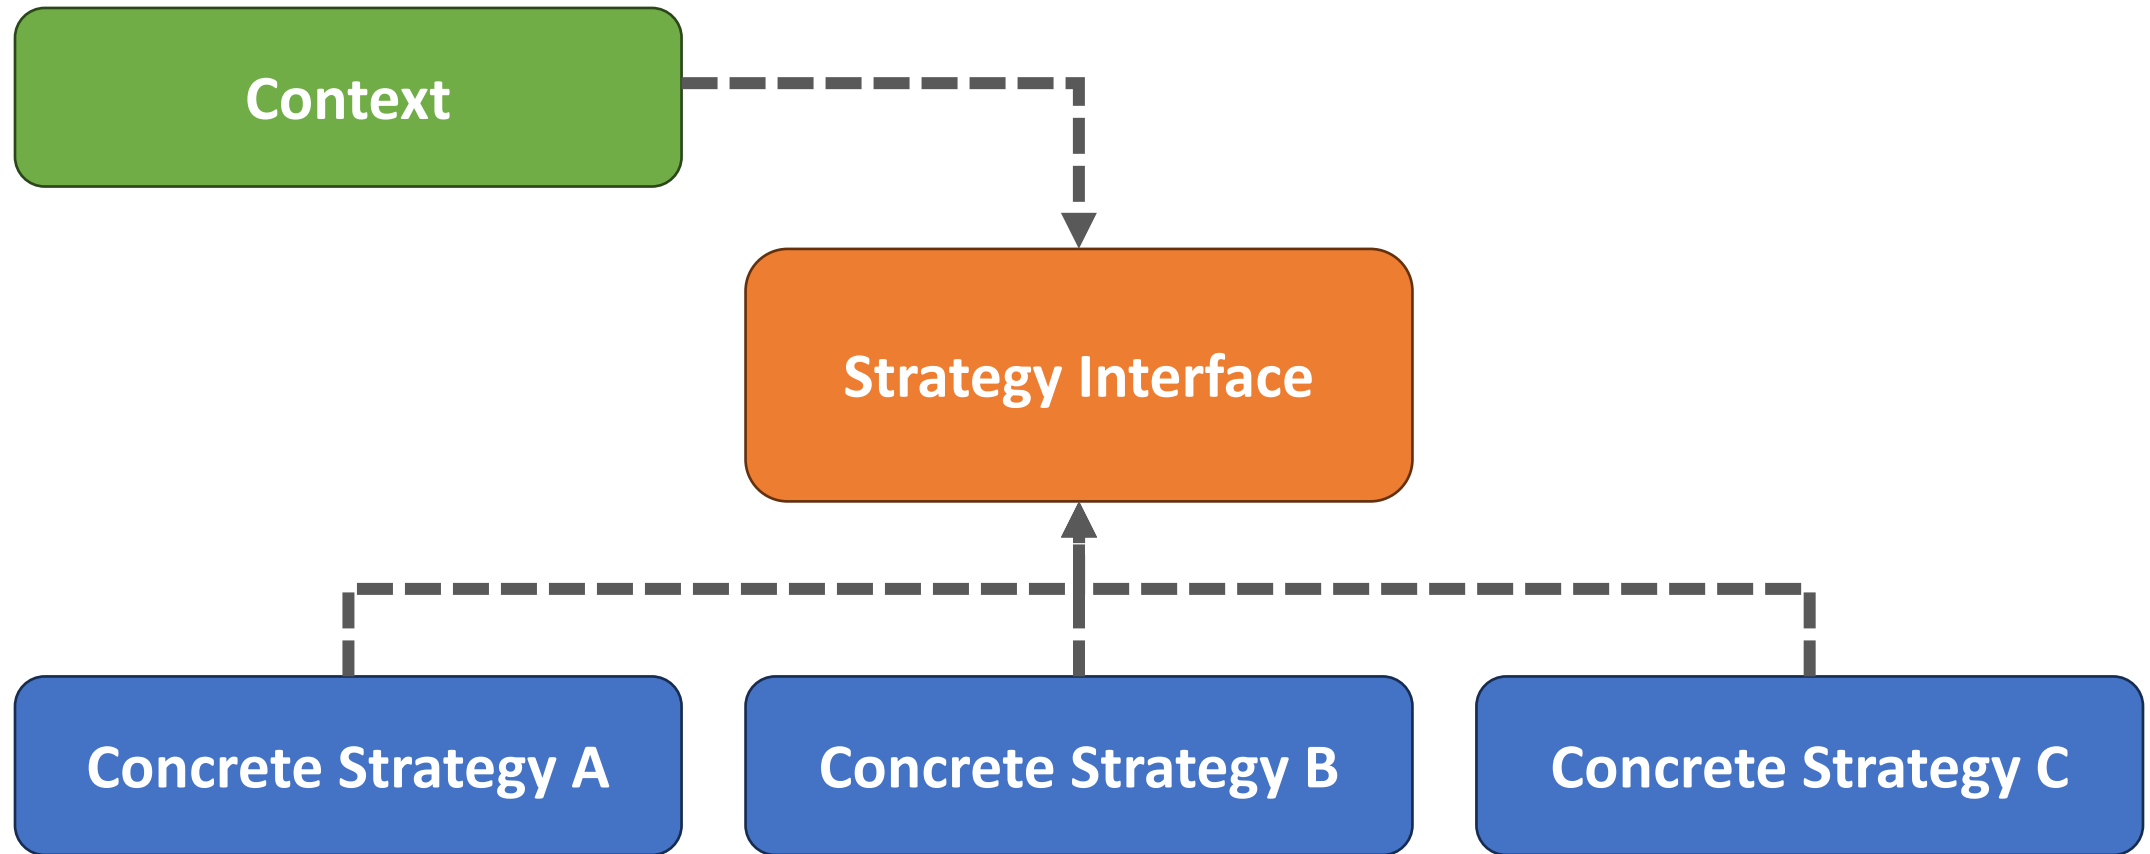 Context
Strategy Interface
Concrete Strategy A
Concrete Strategy B
Concrete Strategy C